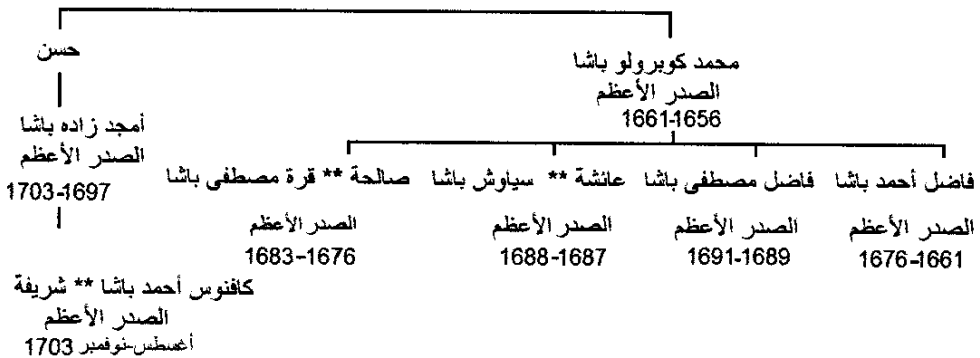 حسن
محمد كوبرولو باشا
الصدر الأعظم
1661-1656
أمجد زاده باشا
الصدر الأعظم
1703-1697
فاضل أحمد باشا
الصدر الأعظم
1676-1661
فاضل مصطفى باشا
الصدر الأعظم
1691-1689
عائشة ** سياوش باشا
الصدر الأعظم
1688-1687
صالحة ** قرة مصطفى باشا
الصدر الأعظم
1683-1676
كافنوس أحمد باشا ** شريفة
الصدر الأعظم
أغسطس-نوفمبر 1703